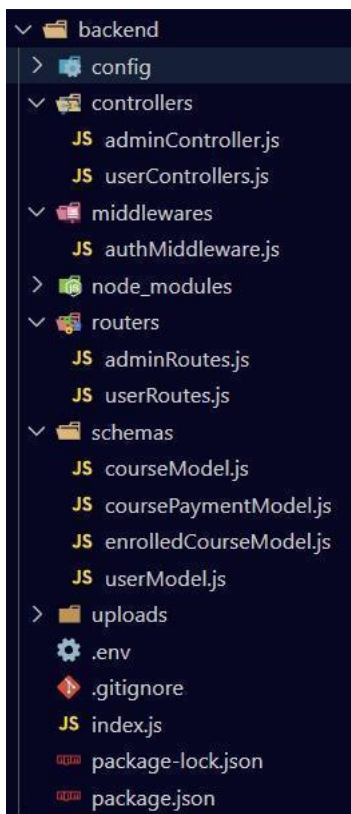 backend
config
controllers
JS adminController.js
JS userControllers.js
middlewares
JS authMiddleware.js
node_modules
routers
JS adminRoutes.js
JS userRoutes.js
schemas
JS courseModel.js
JS coursePaymentModel.js
JS enrolledCourseModel.js
JS userModel.js
uploads
.env
.gitignore
JS index.js
package-lock.json
package.json